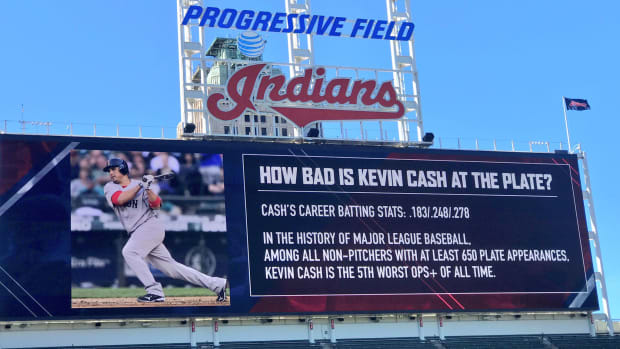 PROGRESSIVE FIELD
AT&T
Indians
HOW BAD IS KEVIN CASH AT THE PLATE?
CASH'S CAREER BATTING STATS: .183/.248/.278
IN THE HISTORY OF MAJOR LEAGUE BASEBALL,
AMONG ALL NON-PITCHERS WITH AT LEAST 650 PLATE APPEARANCES,
KEVIN CASH IS THE 5TH WORST OPS+ OF ALL TIME.